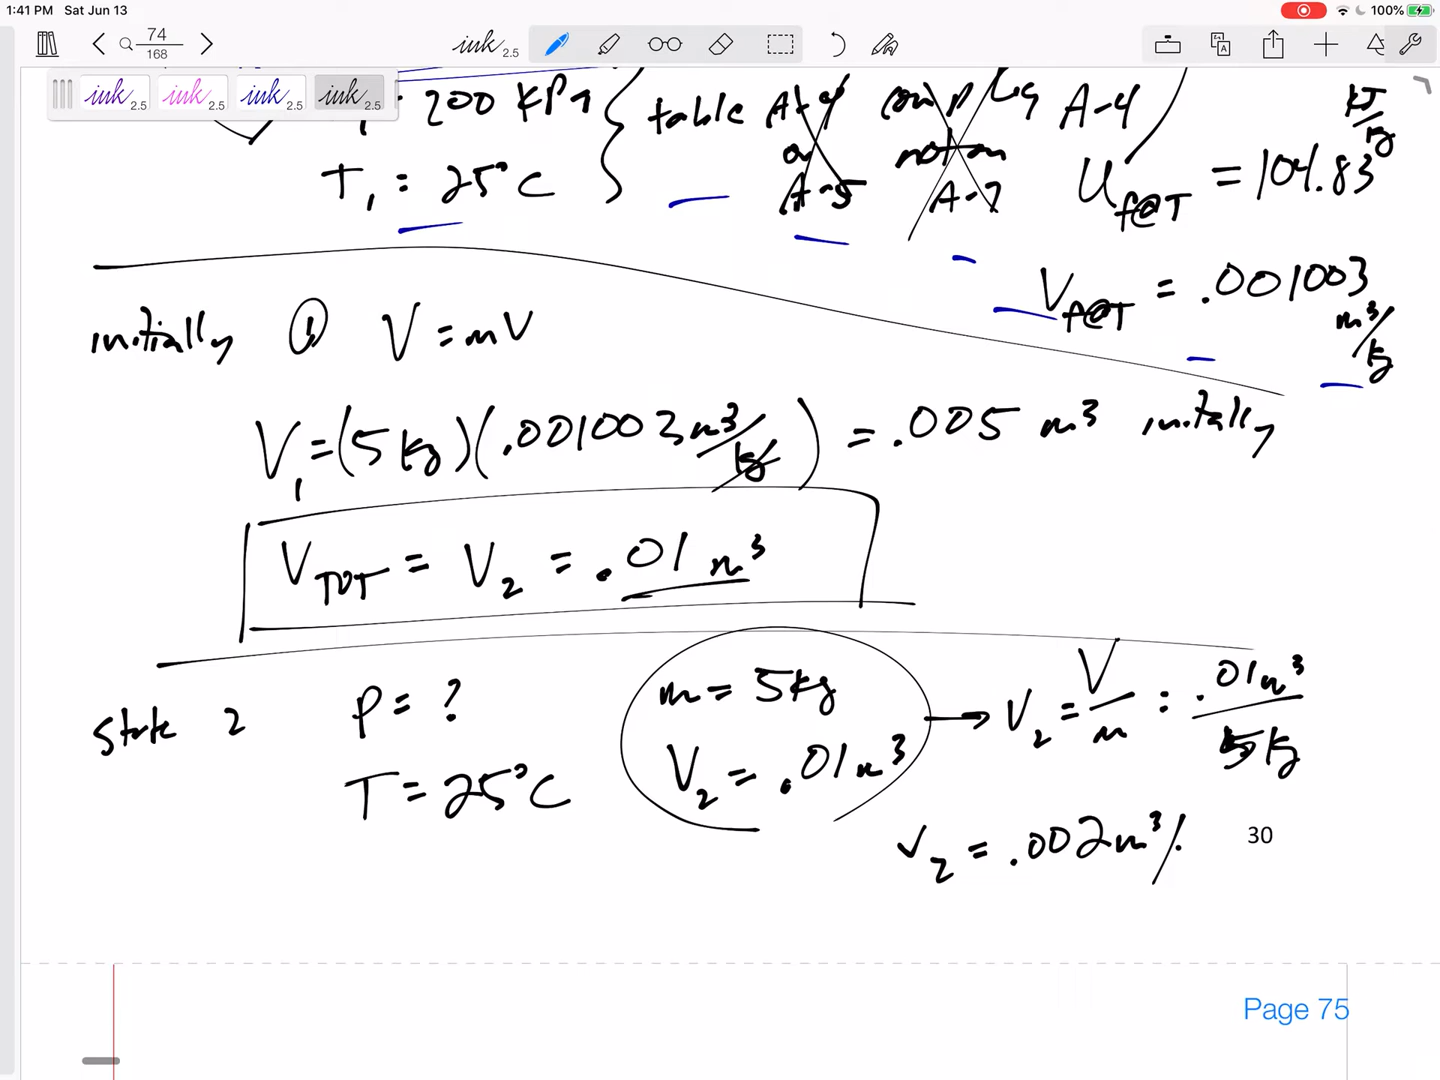 1:41 PM Sat Jun 13
100%
74
168
ink 2.5
ink 2.5 ink 2.5 ink 2.5 ink 2.5
: 200 KPa
table A-4 or A-5
comp liq not on A-7
A-4
kJ/kg
T₁ : 25°C
U f@T = 104.83
V f@T = .001003 m³/kg
initially ① V = mV
V₁ = (5 kg)(.001003 m³/kg) = .005 m³ initially
V TOT = V₂ = .01 m³
State 2 P = ?
m = 5 kg
V₂ = V/m = .01 m³/5 kg
T = 25°C
V₂ = .01 m³
v₂ = .002 m³/.
30
Page 75